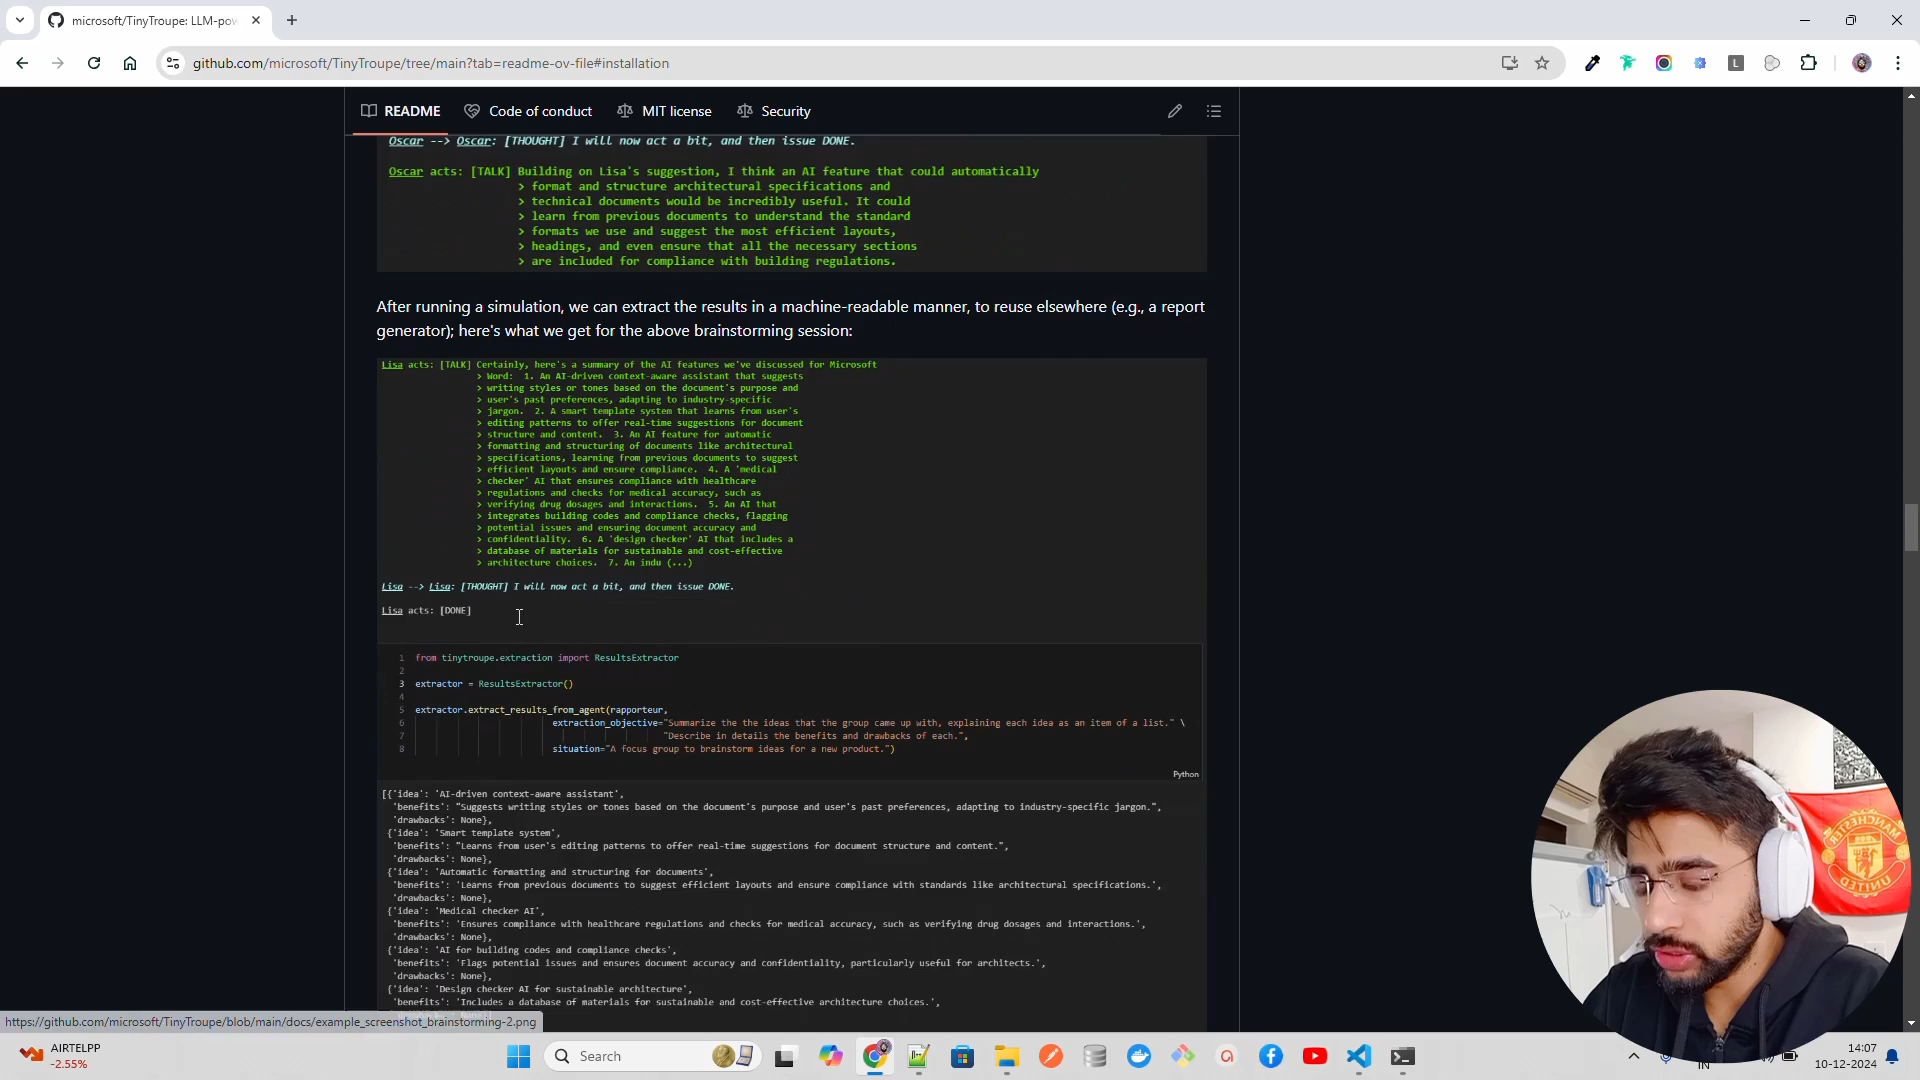 microsoft/TinyTroupe: LLM-pow
github.com/microsoft/TinyTroupe/tree/main?tab=readme-ov-file#installation
L
README Code of conduct MIT license Security
Oscar --> Oscar: [THOUGHT] I will now act a bit, and then issue DONE.
Oscar acts: [TALK] Building on Lisa's suggestion, I think an AI feature that could automatically
> format and structure architectural specifications and
> technical documents would be incredibly useful. It could
> learn from previous documents to understand the standard
> formats we use and suggest the most efficient layouts,
> headings, and even ensure that all the necessary sections
> are included for compliance with building regulations.
After running a simulation, we can extract the results in a machine-readable manner, to reuse elsewhere (e.g., a report
generator); here's what we get for the above brainstorming session:
Lisa acts: [TALK] Certainly, here's a summary of the AI features we've discussed for Microsoft
> Word: 1. An AI-driven context-aware assistant that suggests
> writing styles or tones based on the document's purpose and
> user's past preferences, adapting to industry-specific
> jargon. 2. A smart template system that learns from user's
> editing patterns to offer real-time suggestions for document
> structure and content. 3. An AI feature for automatic
> formatting and structuring of documents like architectural
> specifications, learning from previous documents to suggest
> efficient layouts and ensure compliance. 4. A 'medical
> checker' AI that ensures compliance with healthcare
> regulations and checks for medical accuracy, such as
> verifying drug dosages and interactions. 5. An AI that
> integrates building codes and compliance checks, flagging
> potential issues and ensuring document accuracy and
> confidentiality. 6. A 'design checker' AI that includes a
> database of materials for sustainable and cost-effective
> architecture choices. 7. An indu (...)
Lisa --> Lisa: [THOUGHT] I will now act a bit, and then issue DONE.
Lisa acts: [DONE]
1 from tinytroupe.extraction import ResultsExtractor
2
3 extractor = ResultsExtractor()
4
5 extractor.extract_results_from_agent(rapporteur,
6 extraction_objective="Summarize the the ideas that the group came up with, explaining each idea as an item of a list." \
7 "Describe in details the benefits and drawbacks of each.",
8 situation="A focus group to brainstorm ideas for a new product.")
Python
[{'idea': 'AI-driven context-aware assistant',
'benefits': "Suggests writing styles or tones based on the document's purpose and user's past preferences, adapting to industry-specific jargon.",
'drawbacks': None},
{'idea': 'Smart template system',
'benefits': "Learns from user's editing patterns to offer real-time suggestions for document structure and content.",
'drawbacks': None},
{'idea': 'Automatic formatting and structuring for documents',
'benefits': 'Learns from previous documents to suggest efficient layouts and ensure compliance with standards like architectural specifications.',
'drawbacks': None},
{'idea': 'Medical checker AI',
'benefits': 'Ensures compliance with healthcare regulations and checks for medical accuracy, such as verifying drug dosages and interactions.',
'drawbacks': None},
{'idea': 'AI for building codes and compliance checks',
'benefits': 'Flags potential issues and ensures document accuracy and confidentiality, particularly useful for architects.',
'drawbacks': None},
{'idea': 'Design checker AI for sustainable architecture',
'benefits': 'Includes a database of materials for sustainable and cost-effective architecture choices.',
https://github.com/microsoft/TinyTroupe/blob/main/docs/example_screenshot_brainstorming-2.png
MANCHESTER
UNITED
AIRTELPP
-2.55%
Search
IN
14:07
10-12-2024